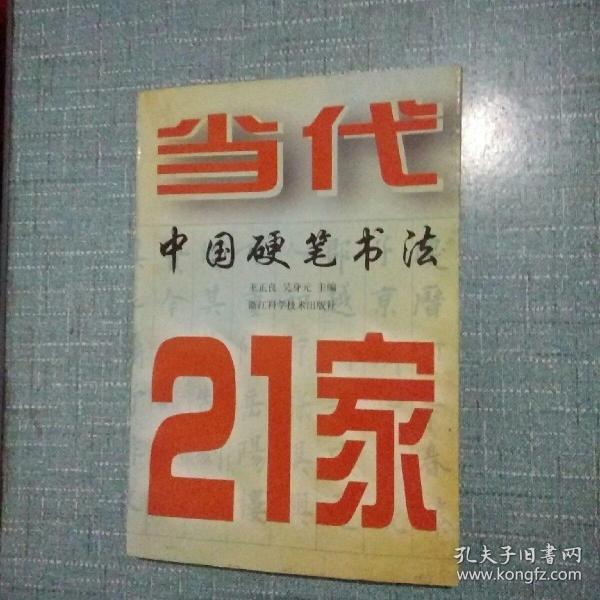 当代
中国硬笔书法
王正良 吴身元 主编
浙江科学技术出版社
21家
孔夫子旧書网
www.kongfz.com